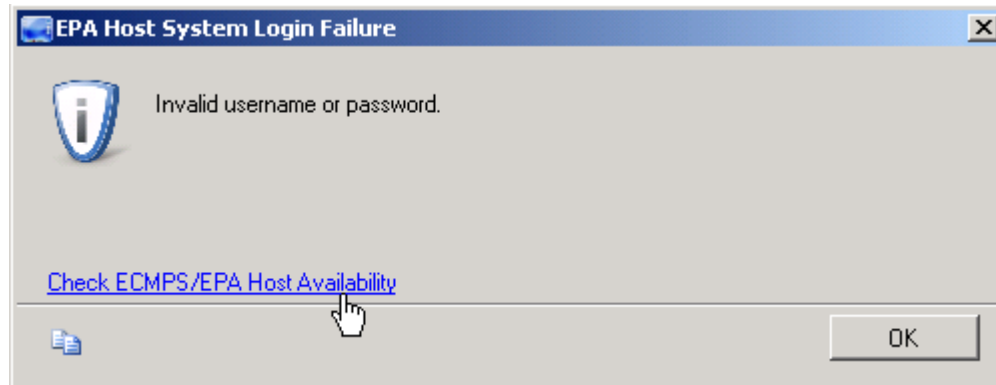 EPA Host System Login Failure
Invalid username or password.
Check ECMPS/EPA Host Availability
OK